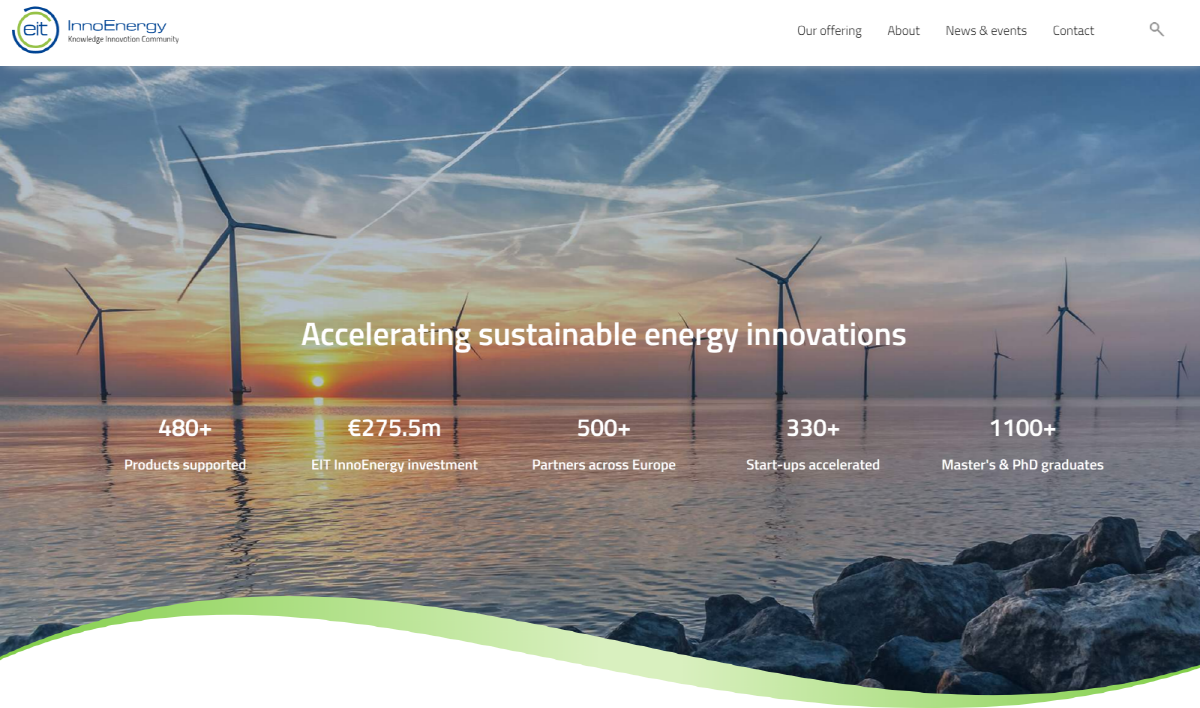 eit InnoEnergy
Knowledge Innovation Community
Our offering About News & events Contact
Accelerating sustainable energy innovations
480+ €275.5m 500+ 330+ 1100+
Products supported EIT InnoEnergy investment Partners across Europe Start-ups accelerated Master's & PhD graduates